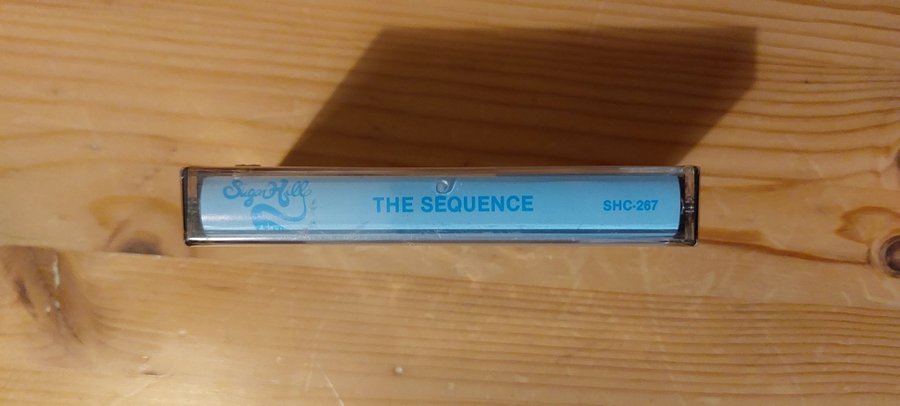 Sugar Hill
THE SEQUENCE
SHC-267